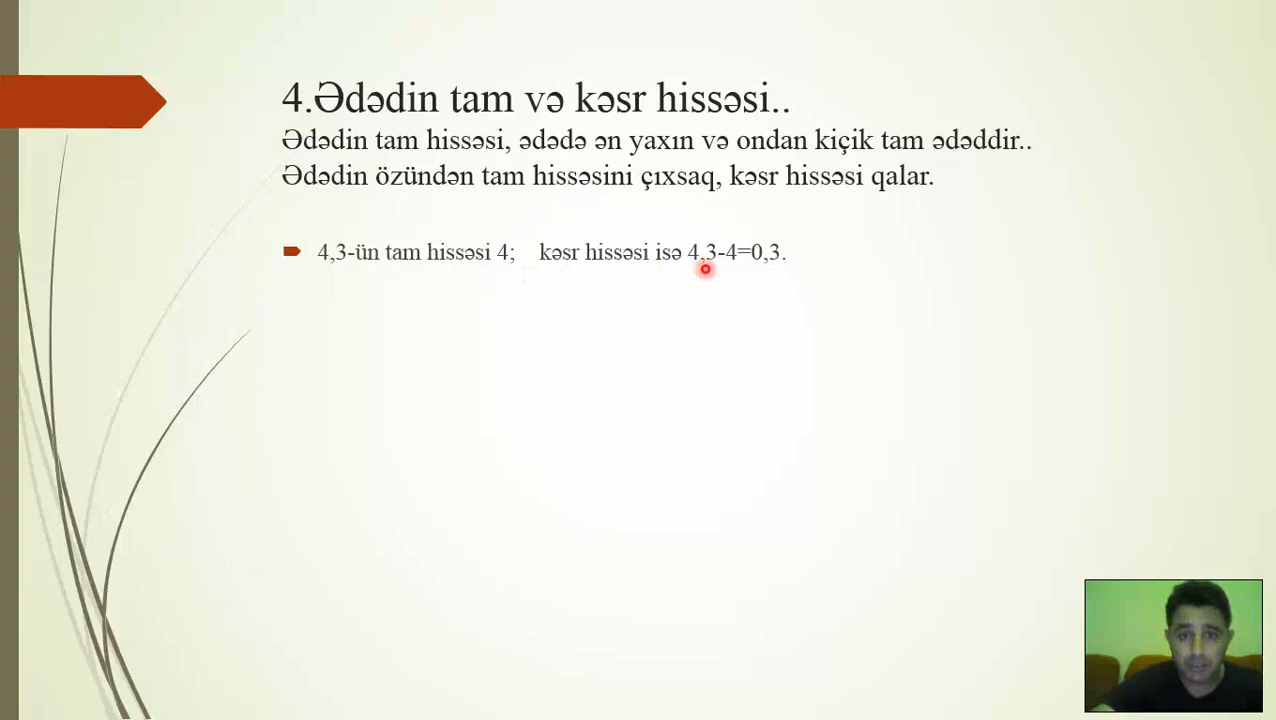 4.Ədədin tam və kəsr hissəsi..
Ədədin tam hissəsi, ədədə ən yaxın və ondan kiçik tam ədəddir..
Ədədin özündən tam hissəsini çıxsaq, kəsr hissəsi qalar.
4,3-ün tam hissəsi 4; kəsr hissəsi isə 4,3-4=0,3.